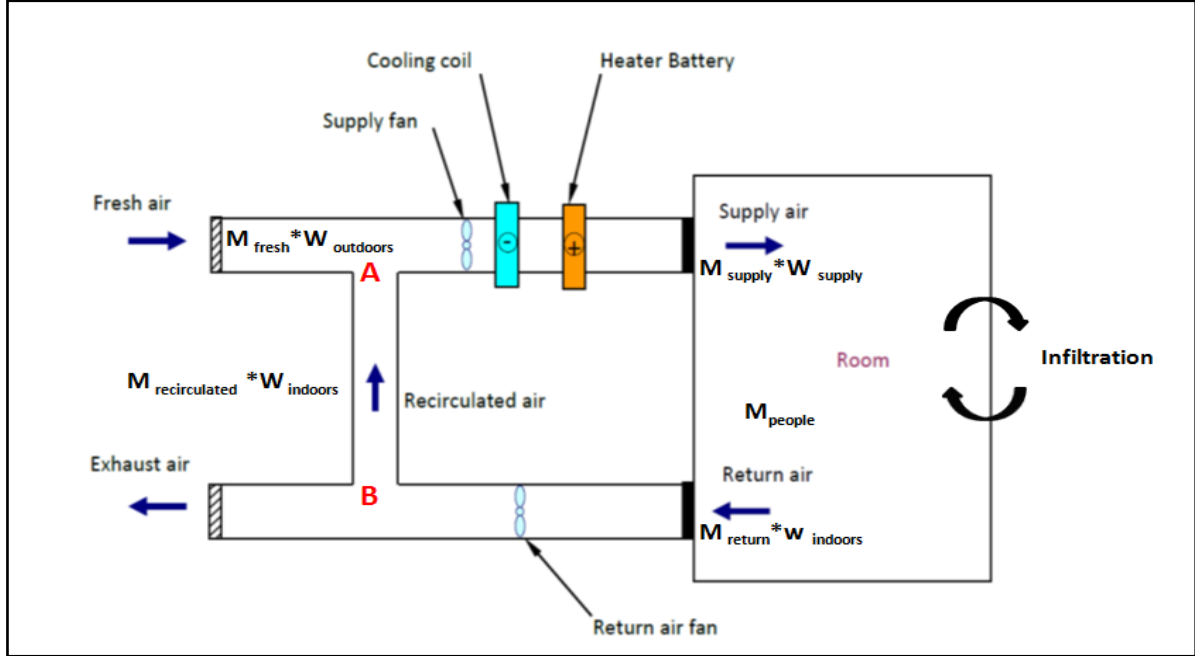 Cooling coil
Heater Battery
Supply fan
Fresh air
Supply air
M fresh*W outdoors
-
+
A
M supply*W supply
Room
Infiltration
M recirculated *W indoors
Recirculated air
M people
Exhaust air
B
Return air
M return*w indoors
Return air fan